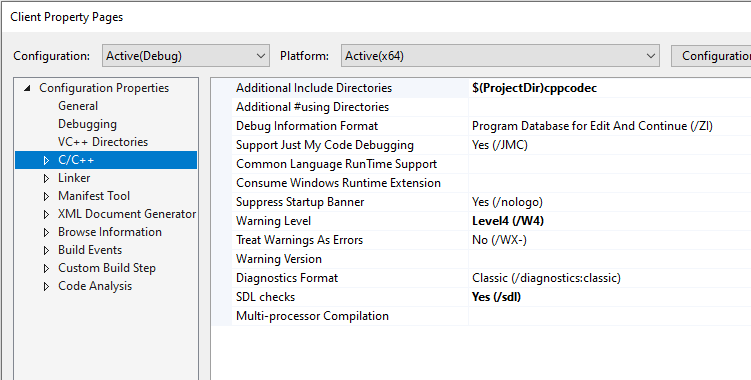 Client Property Pages
Configuration: Active(Debug) Platform: Active(x64) Configuration
Configuration Properties
General
Debugging
VC++ Directories
C/C++
Linker
Manifest Tool
XML Document Generator
Browse Information
Build Events
Custom Build Step
Code Analysis
Additional Include Directories $(ProjectDir)cppcodec
Additional #using Directories
Debug Information Format Program Database for Edit And Continue (/ZI)
Support Just My Code Debugging Yes (/JMC)
Common Language RunTime Support
Consume Windows Runtime Extension
Suppress Startup Banner Yes (/nologo)
Warning Level Level4 (/W4)
Treat Warnings As Errors No (/WX-)
Warning Version
Diagnostics Format Classic (/diagnostics:classic)
SDL checks Yes (/sdl)
Multi-processor Compilation